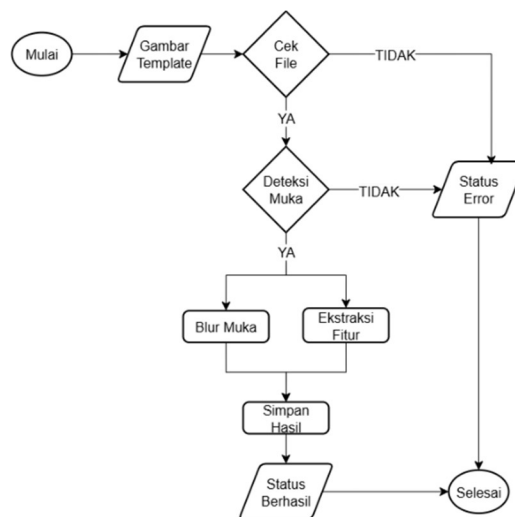 Mulai
Gambar
Template
Cek
File
TIDAK
YA
Deteksi
Muka
TIDAK
Status
Error
YA
Blur Muka
Ekstraksi
Fitur
Simpan
Hasil
Status
Berhasil
Selesai